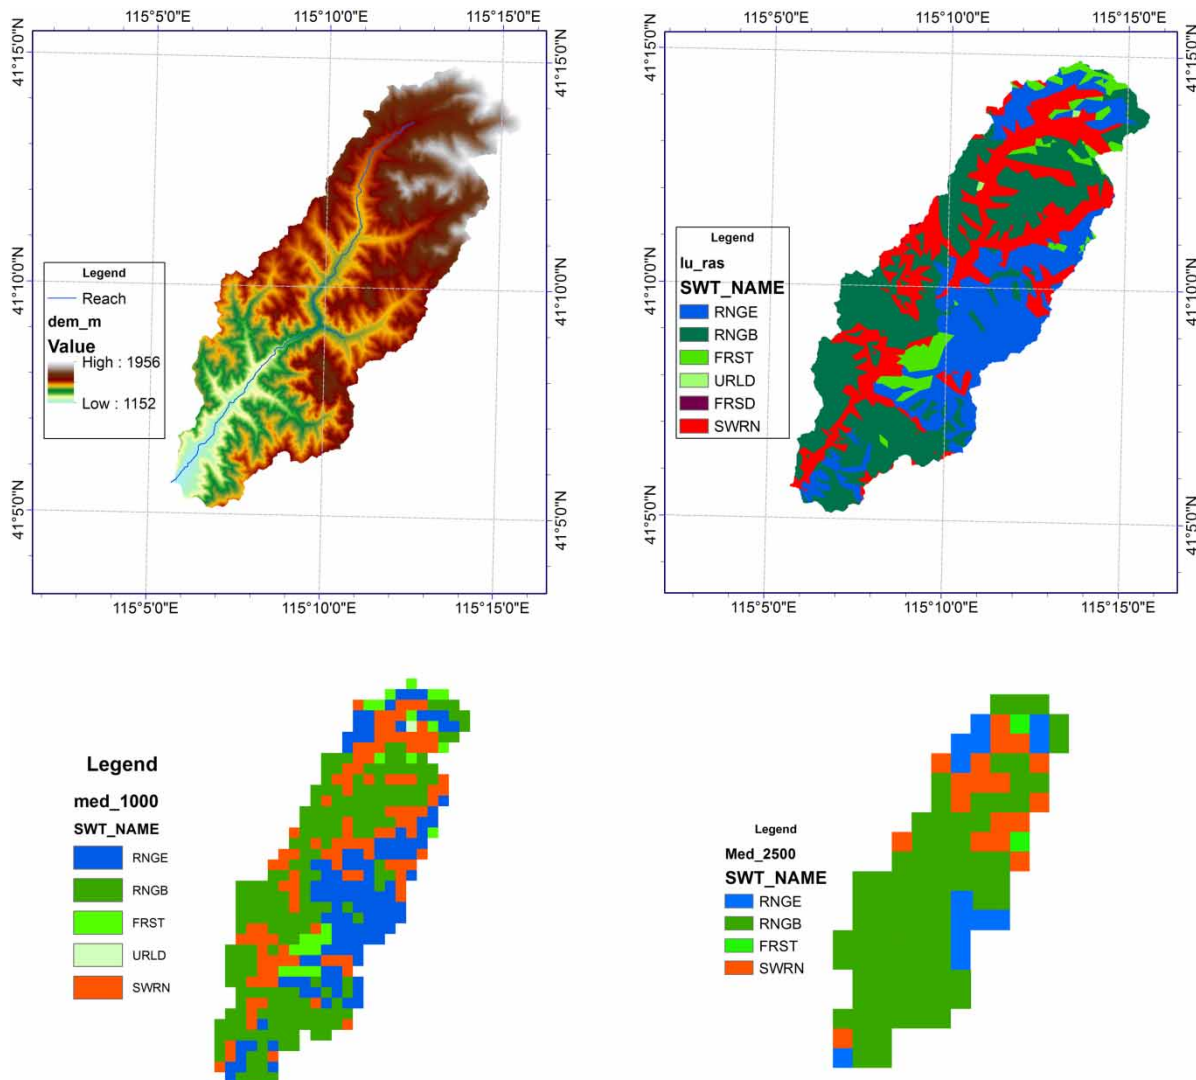 115°5'0"E
115°10'0"E
115°15'0"E
41°15'0"N
41°15'0"N
41°10'0"N
41°10'0"N
41°5'0"N
41°5'0"N
Legend
Reach
dem_m
Value
High : 1956
Low : 1152
115°5'0"E
115°10'0"E
115°15'0"E
115°5'0"E
115°10'0"E
115°15'0"E
41°15'0"N
41°15'0"N
41°10'0"N
41°10'0"N
41°5'0"N
41°5'0"N
Legend
lu_ras
SWT_NAME
RNGE
RNGB
FRST
URLD
FRSD
SWRN
115°5'0"E
115°10'0"E
115°15'0"E
Legend
med_1000
SWT_NAME
RNGE
RNGB
FRST
URLD
SWRN
Legend
Med_2500
SWT_NAME
RNGE
RNGB
FRST
SWRN